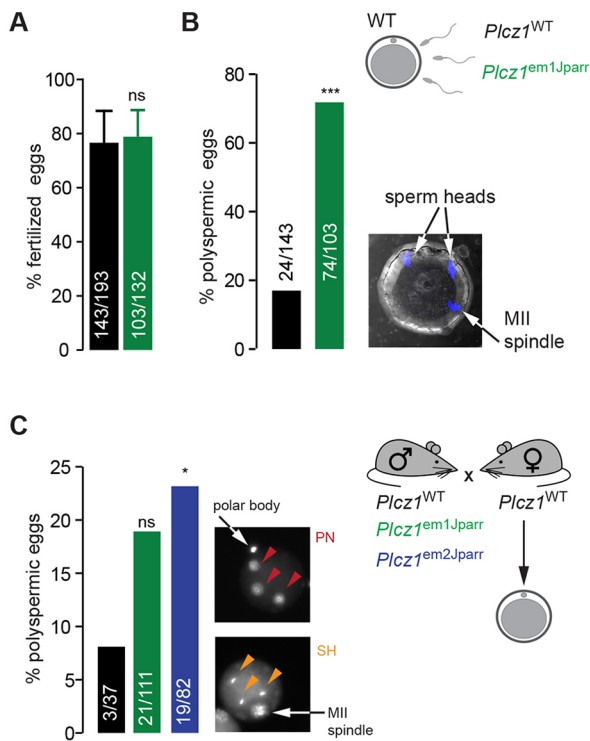 A
% fertilized eggs
100
80
60
40
20
0
ns
143/193
103/132
B
WT
Plcz1WT
Plcz1em1Jparr
% polyspermic eggs
80
60
40
20
0
***
24/143
74/103
sperm heads
MII
spindle
C
% polyspermic eggs
25
20
15
10
5
0
ns
*
3/37
21/111
19/82
polar body
PN
SH
MII
spindle
♂ x ♀
Plcz1WT Plcz1WT
Plcz1em1Jparr
Plcz1em2Jparr